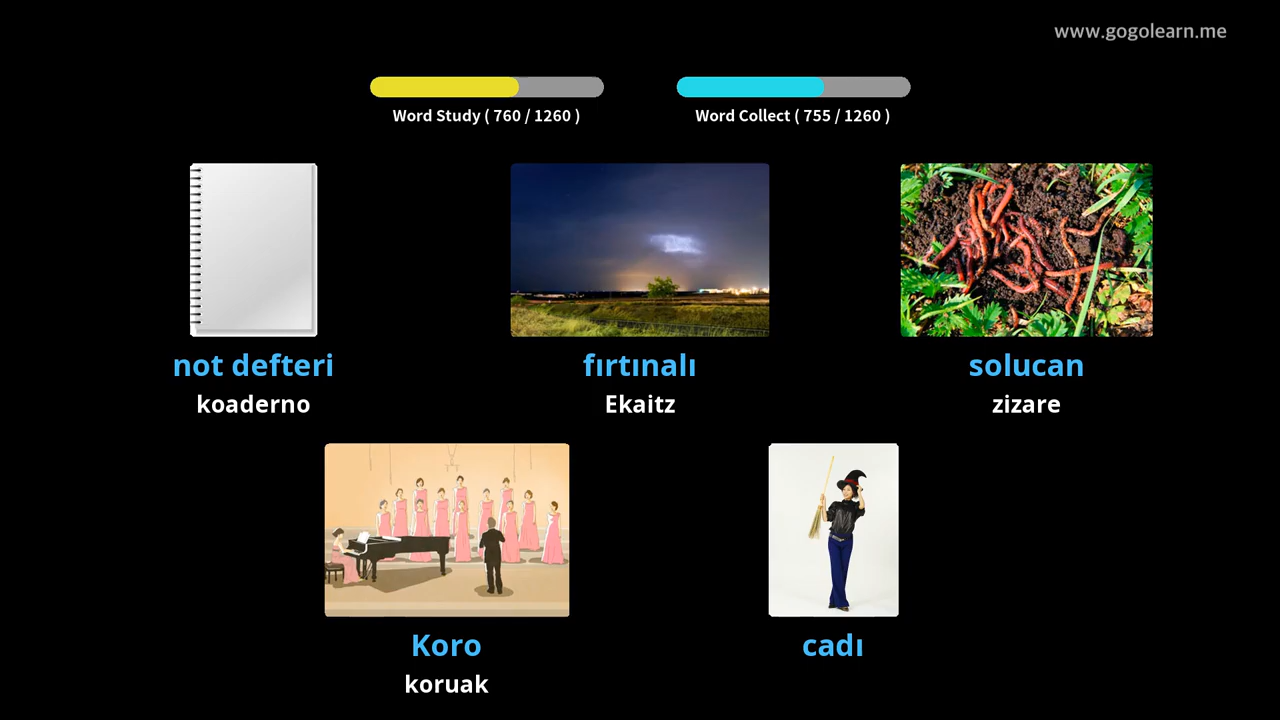 www.gogolearn.me
Word Study ( 760 / 1260 )
Word Collect ( 755 / 1260 )
not defteri
koaderno
fırtınalı
Ekaitz
solucan
zizare
Koro
koruak
cadı